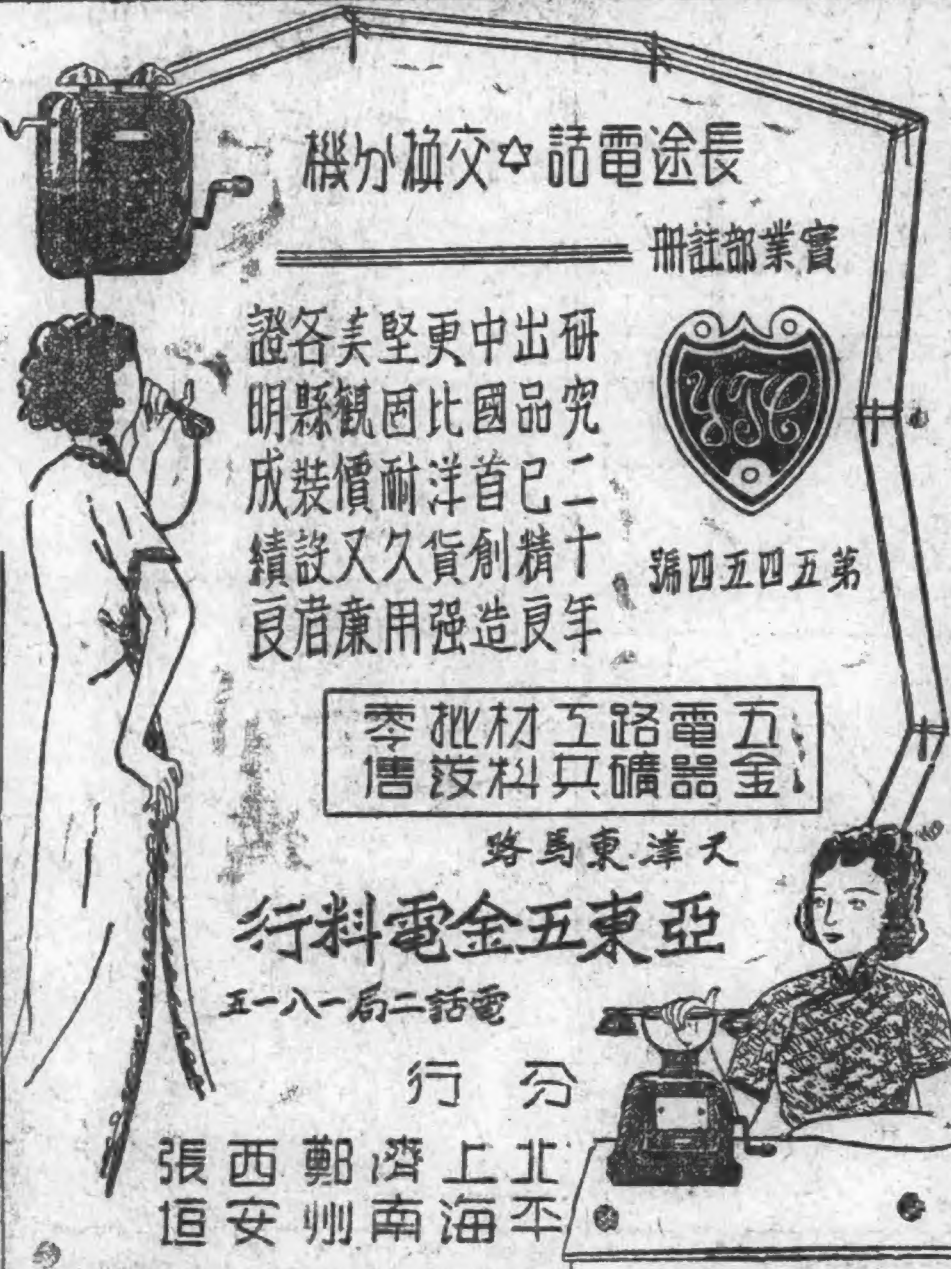 長途電話✡交換分機
實業部註冊
YTC
第五四五四號
研究二十年
出品已精良
中國首創造
更比洋貨强
堅固耐久用
美觀價又廉
各縣裝設者
證明成績良
五金
電器
路礦
工具
材料
批發
零售
天津東馬路
亞東五金電料行
電話二局一八一五
分行
北平
上海
濟南
鄭州
西安
張垣